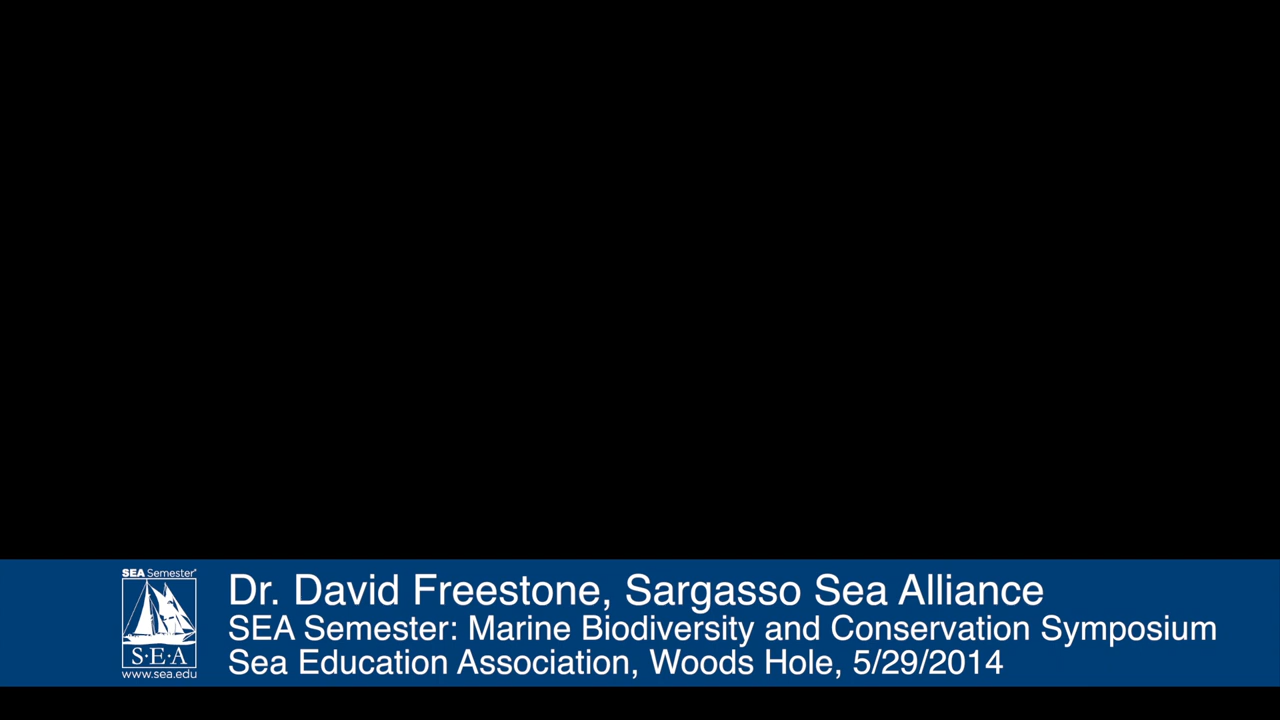 SEA Semester®
S·E·A
www.sea.edu
Dr. David Freestone, Sargasso Sea Alliance
SEA Semester: Marine Biodiversity and Conservation Symposium
Sea Education Association, Woods Hole, 5/29/2014